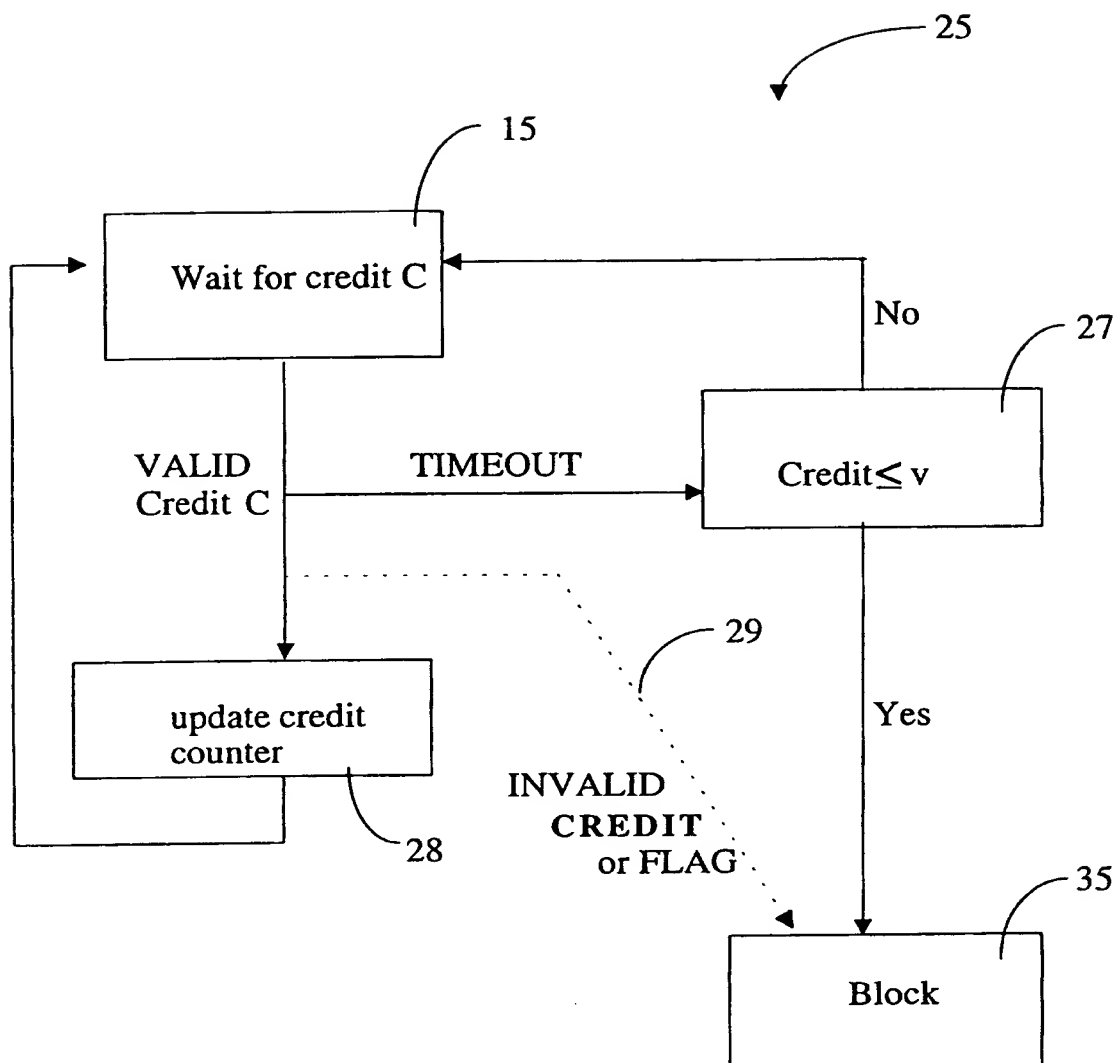 25
15
Wait for credit C
No
27
VALID
Credit C
TIMEOUT
Credit ≤ v
29
update credit
counter
Yes
INVALID
CREDIT
or FLAG
28
35
Block